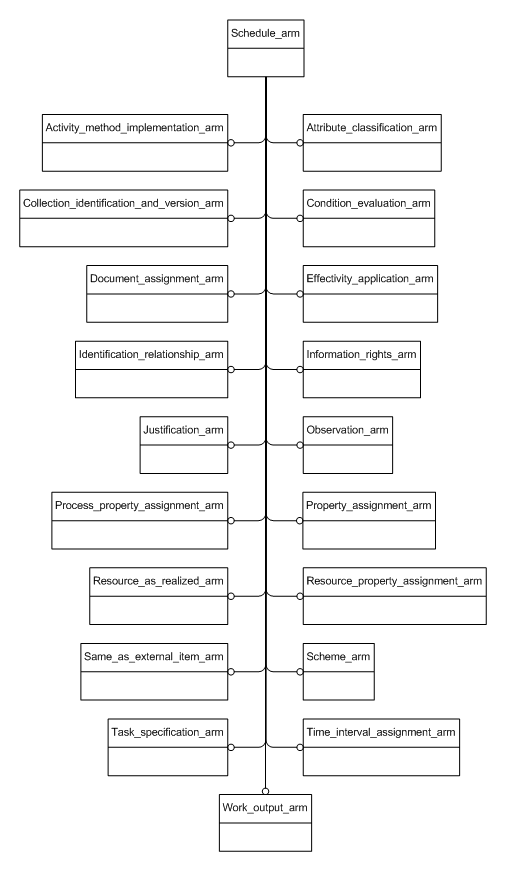 Schedule_arm
Activity_method_implementation_arm
Attribute_classification_arm
Collection_identification_and_version_arm
Condition_evaluation_arm
Document_assignment_arm
Effectivity_application_arm
Identification_relationship_arm
Information_rights_arm
Justification_arm
Observation_arm
Process_property_assignment_arm
Property_assignment_arm
Resource_as_realized_arm
Resource_property_assignment_arm
Same_as_external_item_arm
Scheme_arm
Task_specification_arm
Time_interval_assignment_arm
Work_output_arm